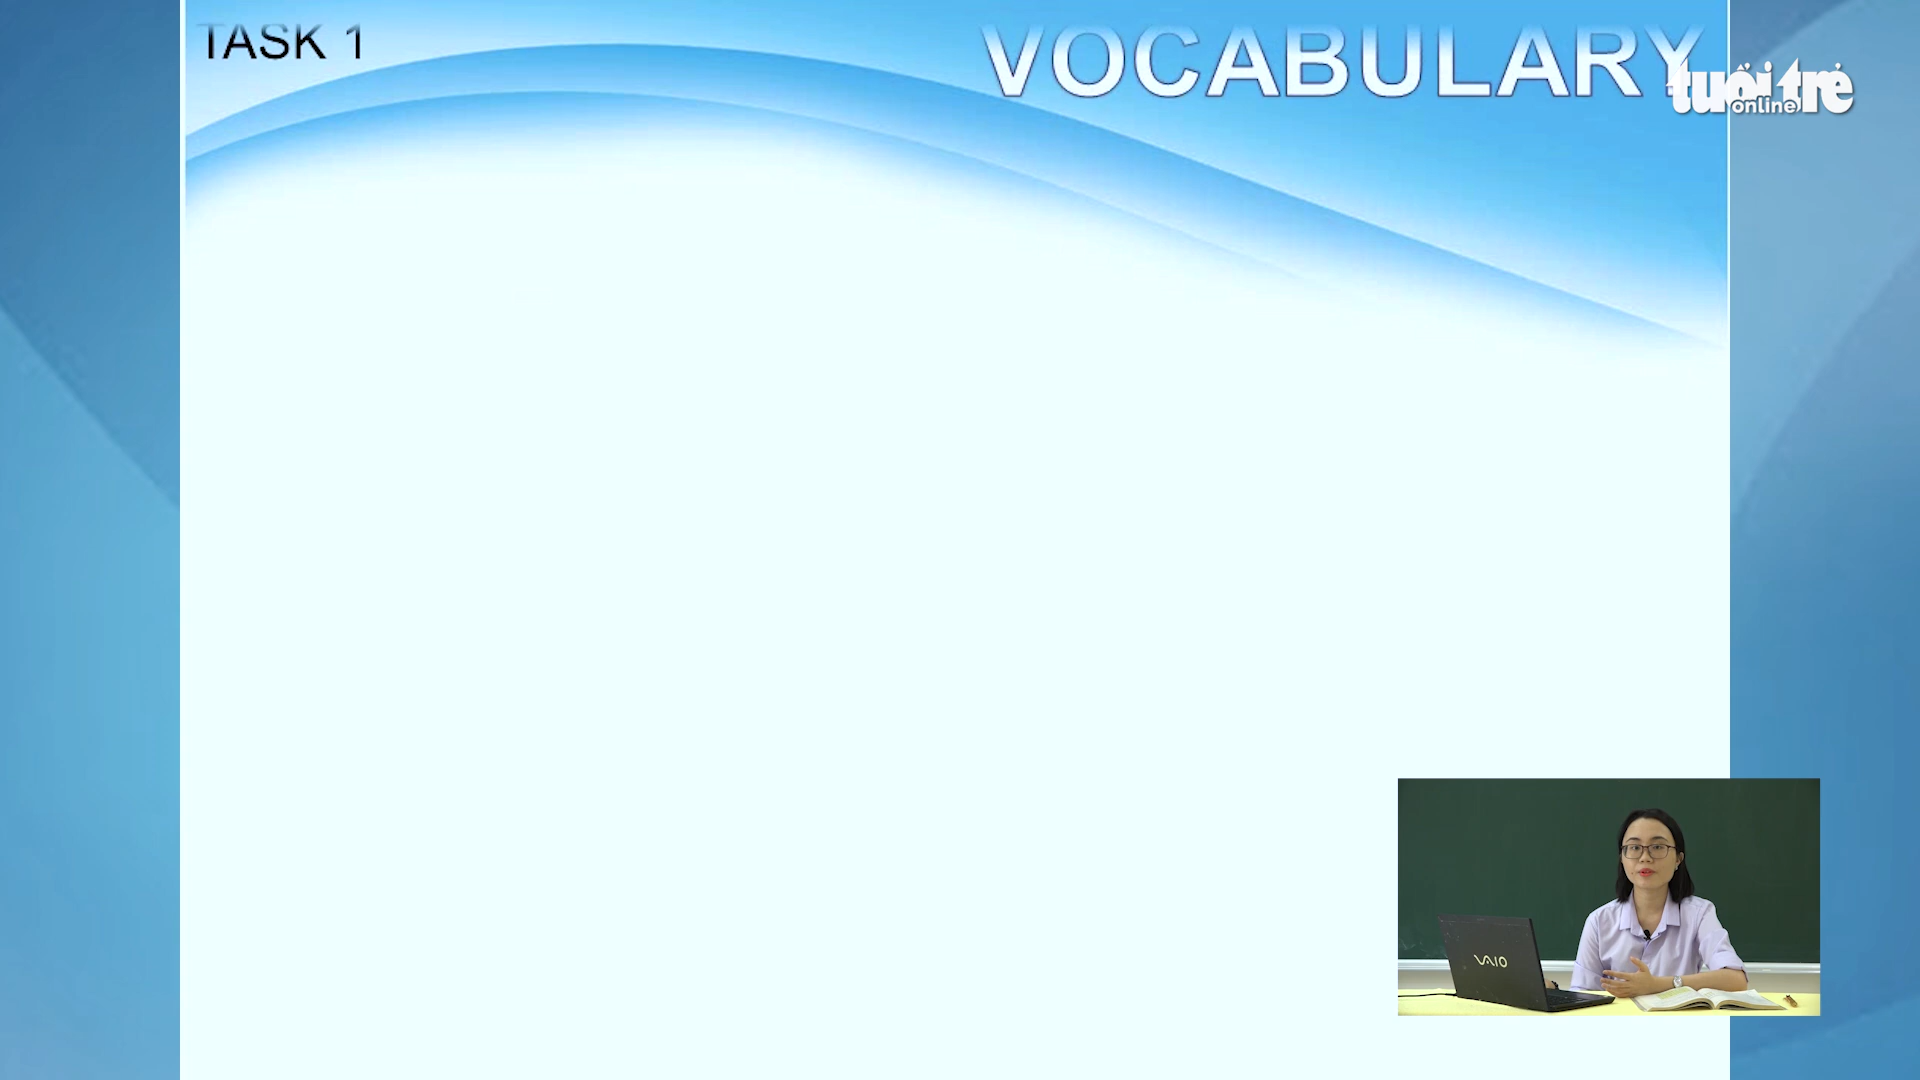 TASK 1
VOCABULARY
tuổi trẻ
online
VAIO